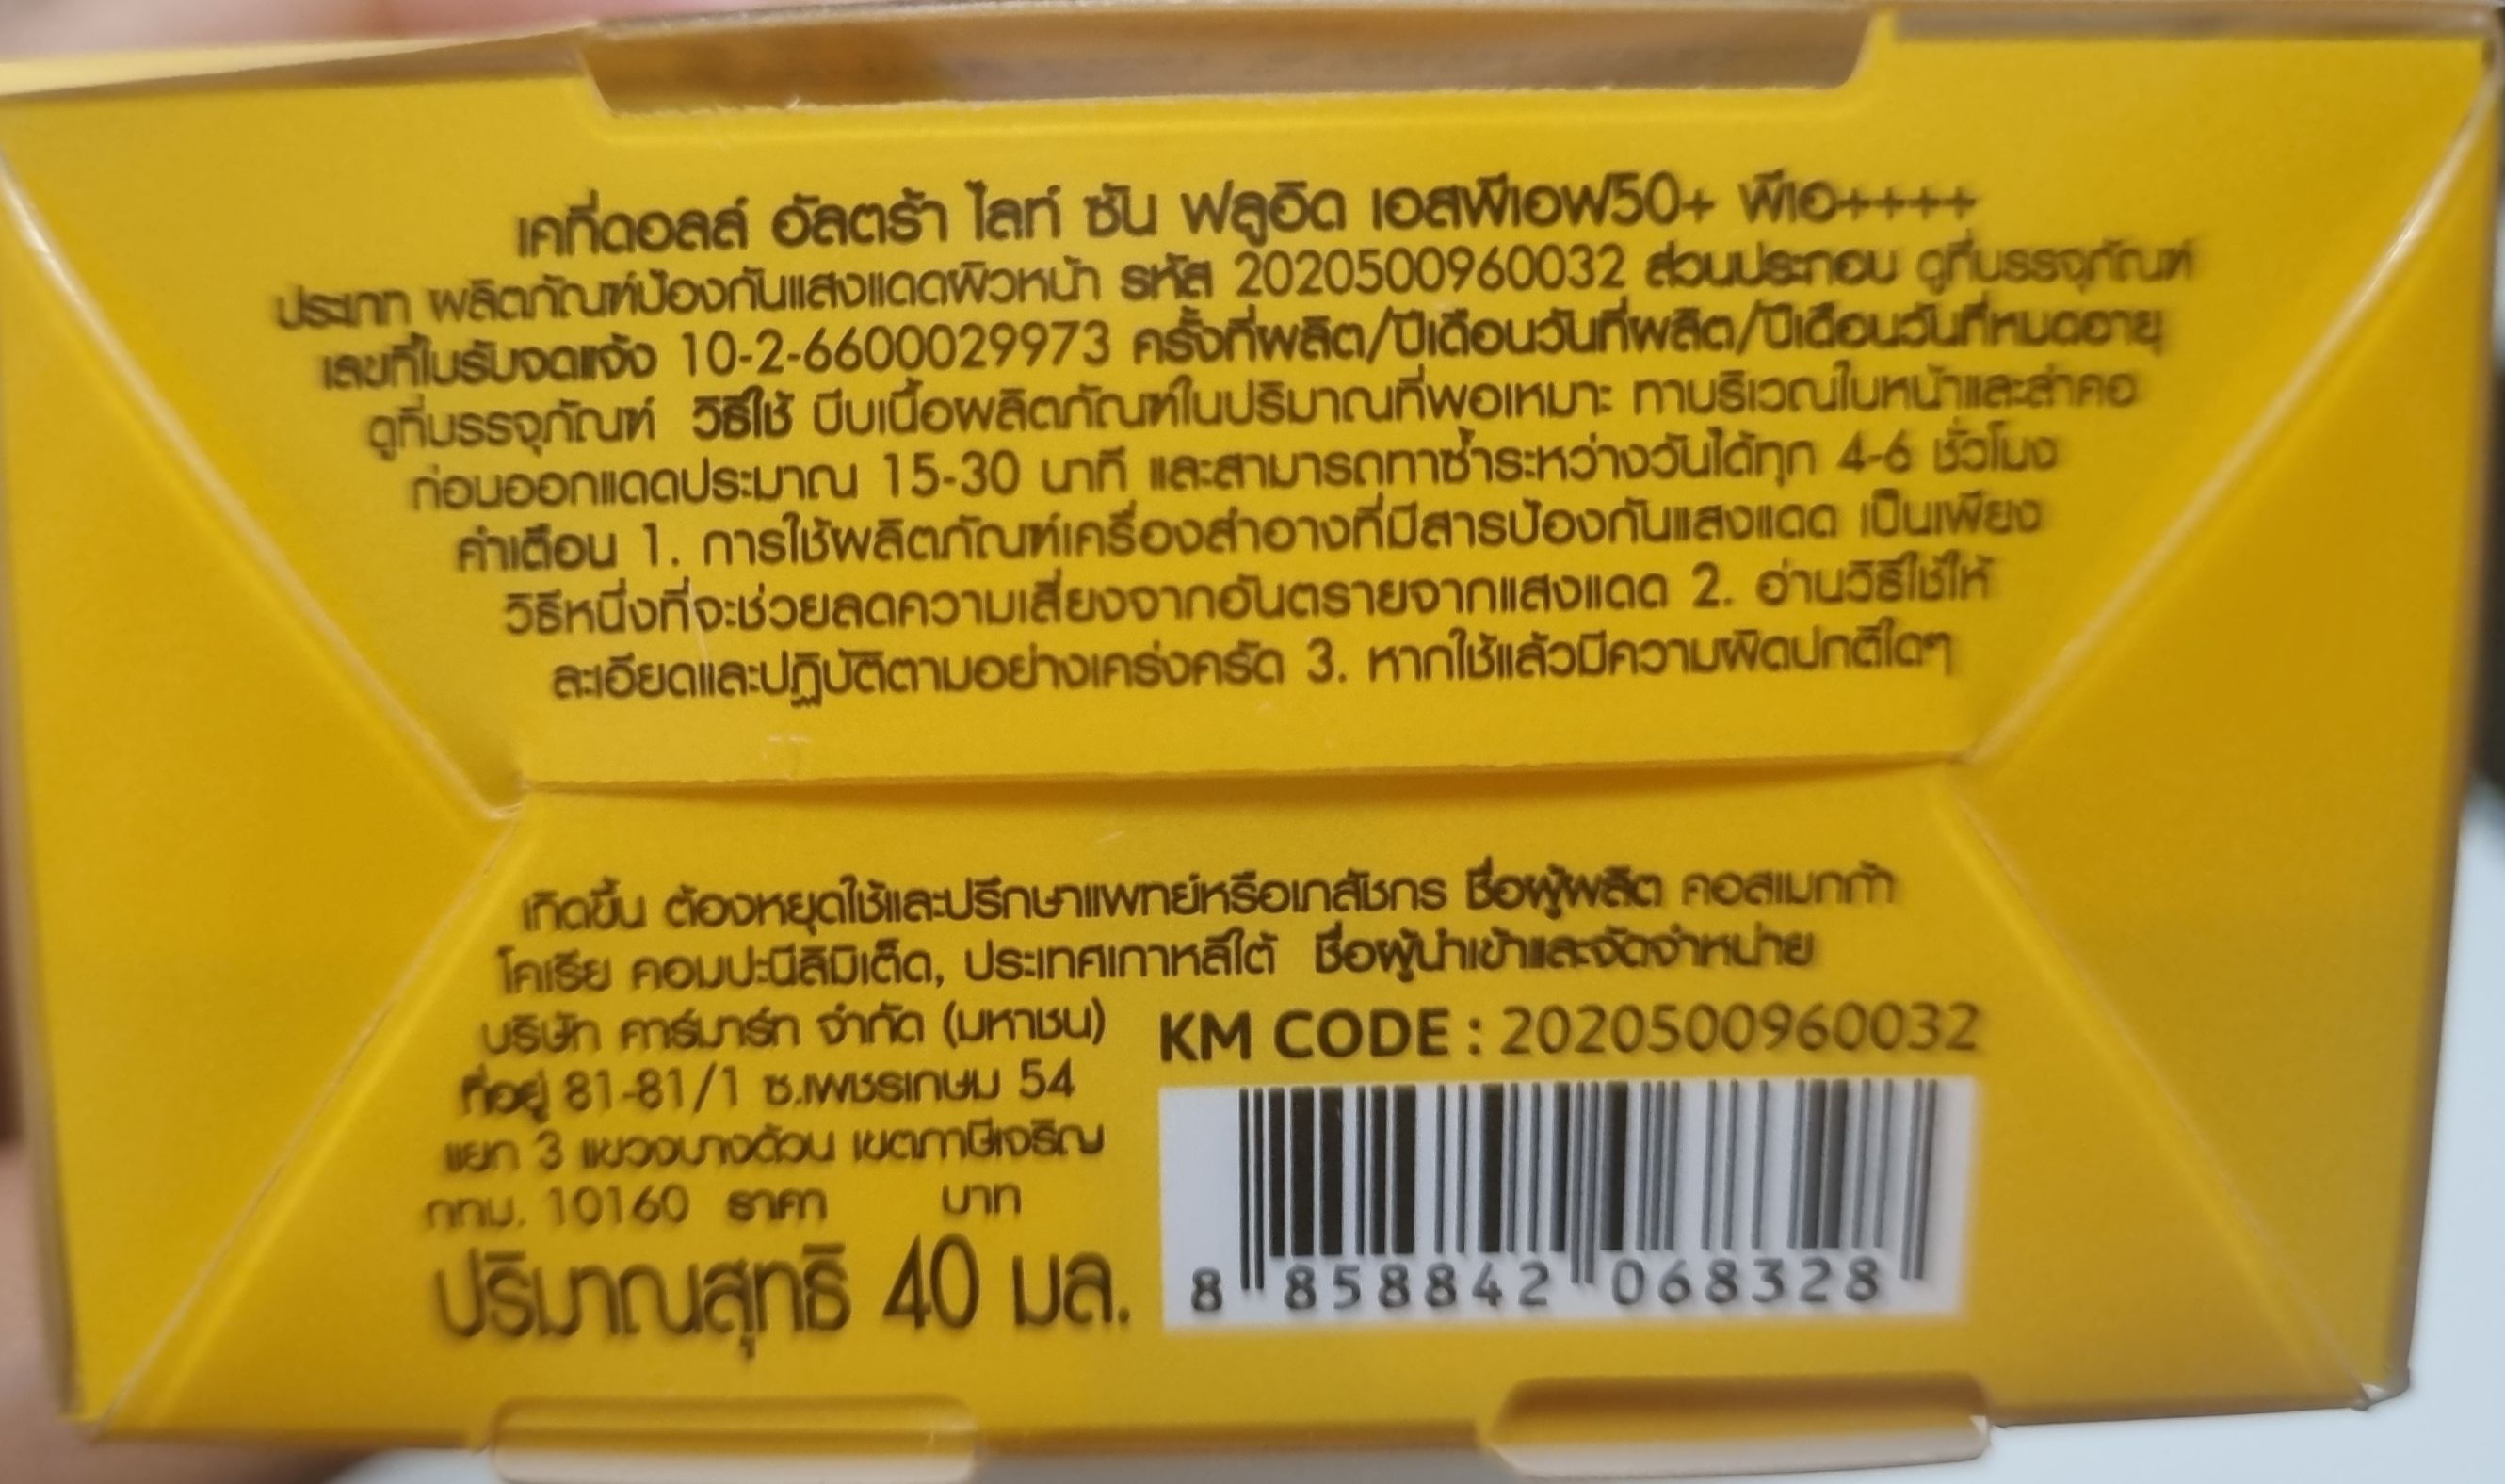 เคที่ดอลล์ อัลตร้า ไลท์ ซัน ฟลูอิด เอสพีเอฟ50+ พีเอ++++
ประเภท ผลิตภัณฑ์ป้องกันแสงแดดผิวหน้า รหัส 2020500960032 ส่วนประกอบ ดูที่บรรจุภัณฑ์
เลขที่ใบรับจดแจ้ง 10-2-6600029973 ครั้งที่ผลิต/ปีเดือนวันที่ผลิต/ปีเดือนวันที่หมดอายุ
ดูที่บรรจุภัณฑ์ วิธีใช้ บีบเนื้อผลิตภัณฑ์ในปริมาณที่พอเหมาะ ทาบริเวณใบหน้าและลำคอ
ก่อนออกแดดประมาณ 15-30 นาที และสามารถทาซ้ำระหว่างวันได้ทุก 4-6 ชั่วโมง
คำเตือน 1. การใช้ผลิตภัณฑ์เครื่องสำอางที่มีสารป้องกันแสงแดด เป็นเพียง
วิธีหนึ่งที่จะช่วยลดความเสี่ยงจากอันตรายจากแสงแดด 2. อ่านวิธีใช้ให้
ละเอียดและปฏิบัติตามอย่างเคร่งครัด 3. หากใช้แล้วมีความผิดปกติใดๆ
เกิดขึ้น ต้องหยุดใช้และปรึกษาแพทย์หรือเภสัชกร ชื่อผู้ผลิต คอสเมกก้า
โคเรีย คอมปะนีลิมิเต็ด, ประเทศเกาหลีใต้ ชื่อผู้นำเข้าและจัดจำหน่าย
บริษัท คาร์มาร์ท จำกัด (มหาชน)
ที่อยู่ 81-81/1 ซ.เพชรเกษม 54
แยก 3 แขวงบางด้วน เขตภาษีเจริญ
กทม. 10160 ราคา บาท
ปริมาณสุทธิ 40 มล.
KM CODE : 2020500960032
8 858842 068328